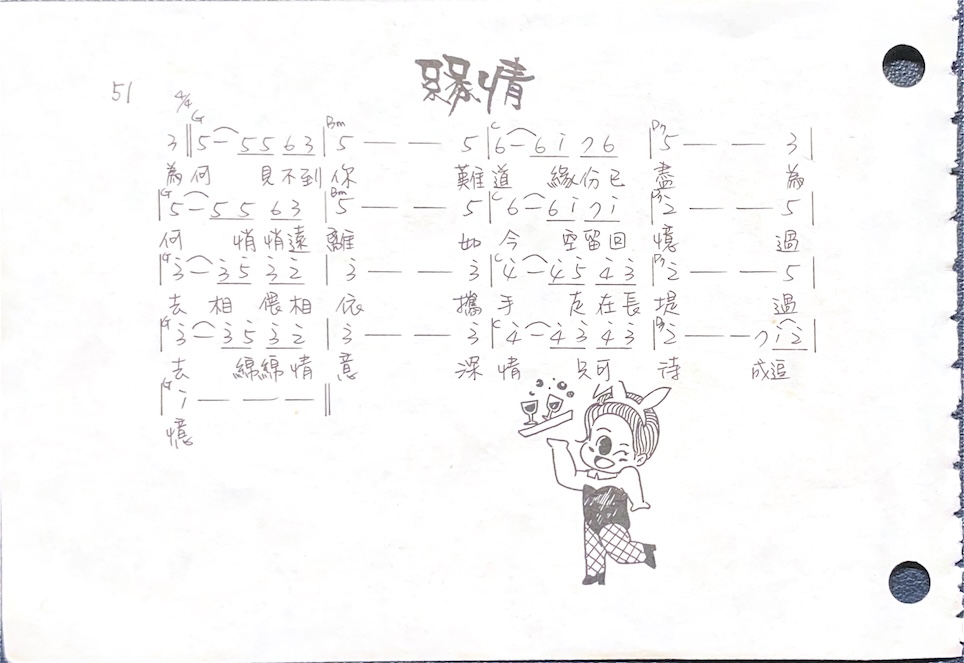 緣情
51
4/4
G Bm C D7
3‖5⌒ 5 5 6 3 | 5 — — 5 | 6⌒ 6 i 7 6 | 5 — — 3 |
為何 見不到 你 難道 緣份已 盡 為
G Bm C D7
| 5⌒ 5 5 6 3 | 5 — — 5 | 6⌒ 6 i 7 i | 2 — — 5 |
何 悄悄遠 離 如今 空留回 憶 過
G C D7
| 3⌒ 3 5 3 2 | 3 — — 3 | 4⌒ 4 5 4 3 | 2 — — 5 |
去 相偎相 依 攜手 走在長 堤 過
G C D7
| 3⌒ 3 5 3 2 | 3 — — 3 | 4⌒ 4 3 4 3 | 2 — — 7 i 2 |
去 綿綿情 意 深情 只可 待 成追
G
| i — — — ‖
憶